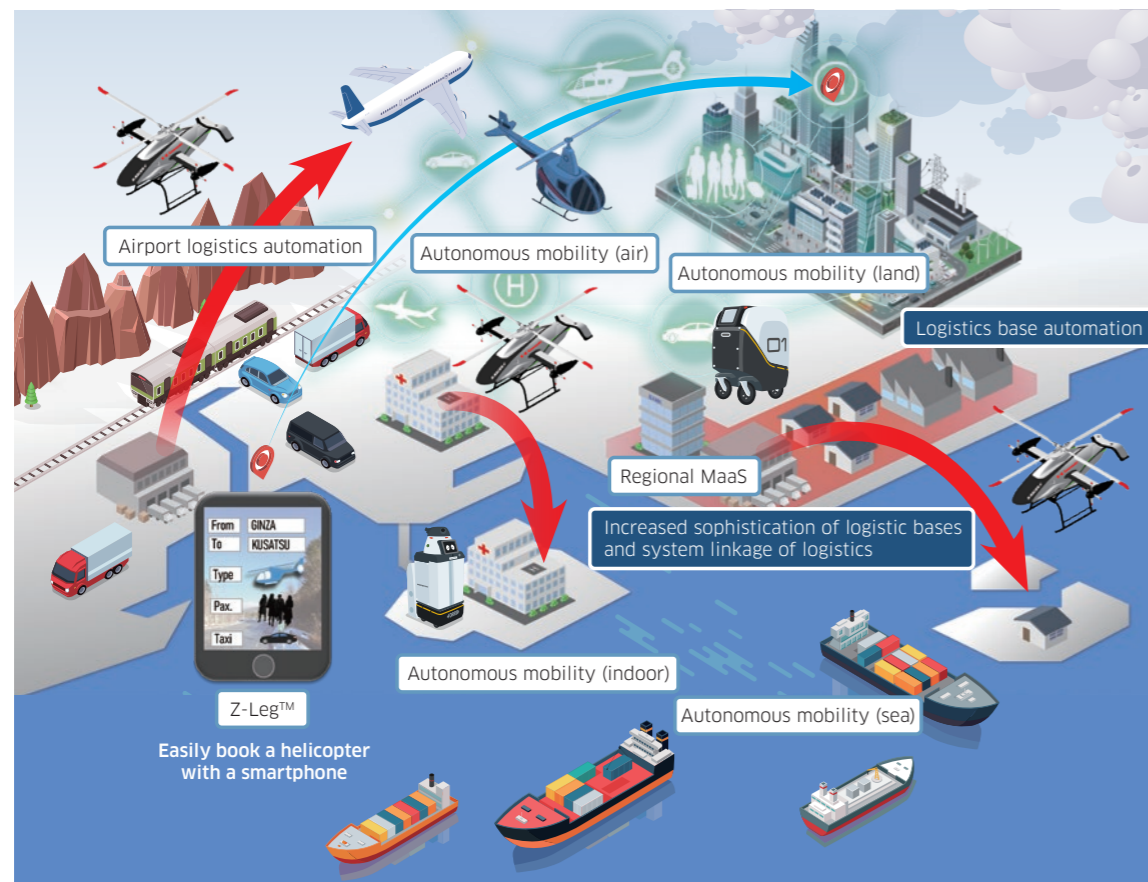 Airport logistics automation
Autonomous mobility (air)
Autonomous mobility (land)
H
D1
Logistics base automation
Regional MaaS
Increased sophistication of logistic bases
and system linkage of logistics
From GINZA
To KUSATSU
Type
Pax.
Taxi
Autonomous mobility (indoor)
Z-Leg™
Autonomous mobility (sea)
Easily book a helicopter
with a smartphone